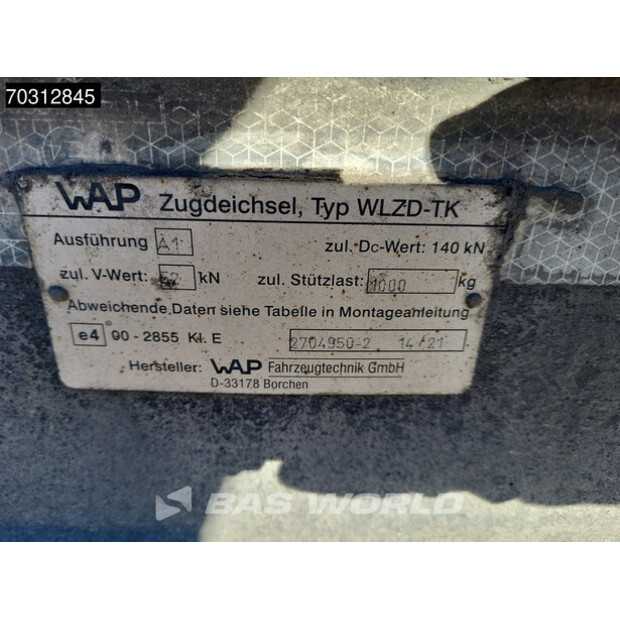 70312845
WAP Zugdeichsel, Typ WLZD-TK
Ausführung A1 zul. Dc-Wert: 140 kN
zul. V-Wert: 52 kN zul. Stützlast: 1000 kg
Abweichende Daten siehe Tabelle in Montageanleitung
e4 00 - 2855 Kl. E 2704950-2 14/21
Hersteller: WAP Fahrzeugtechnik GmbH
D-33178 Borchen
BAS WORLD